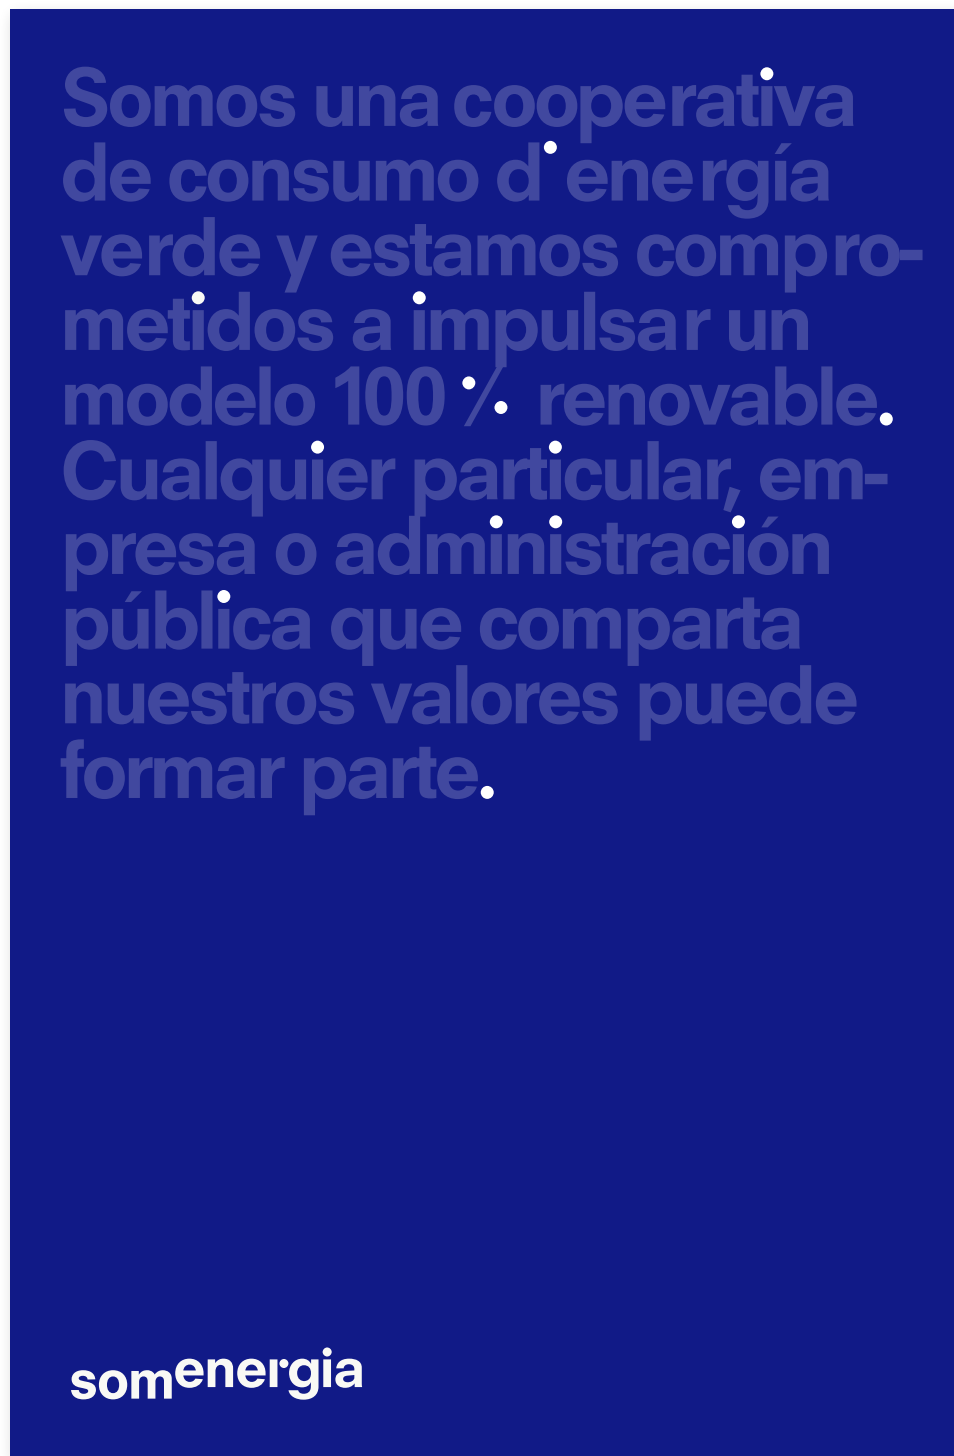 Somos una cooperativa
de consumo d˙energía
verde y estamos compro-
metidos a impulsar un
modelo 100 % renovable.
Cualquier particular, em-
presa o administración
pública que comparta
nuestros valores puede
formar parte.
somenergia